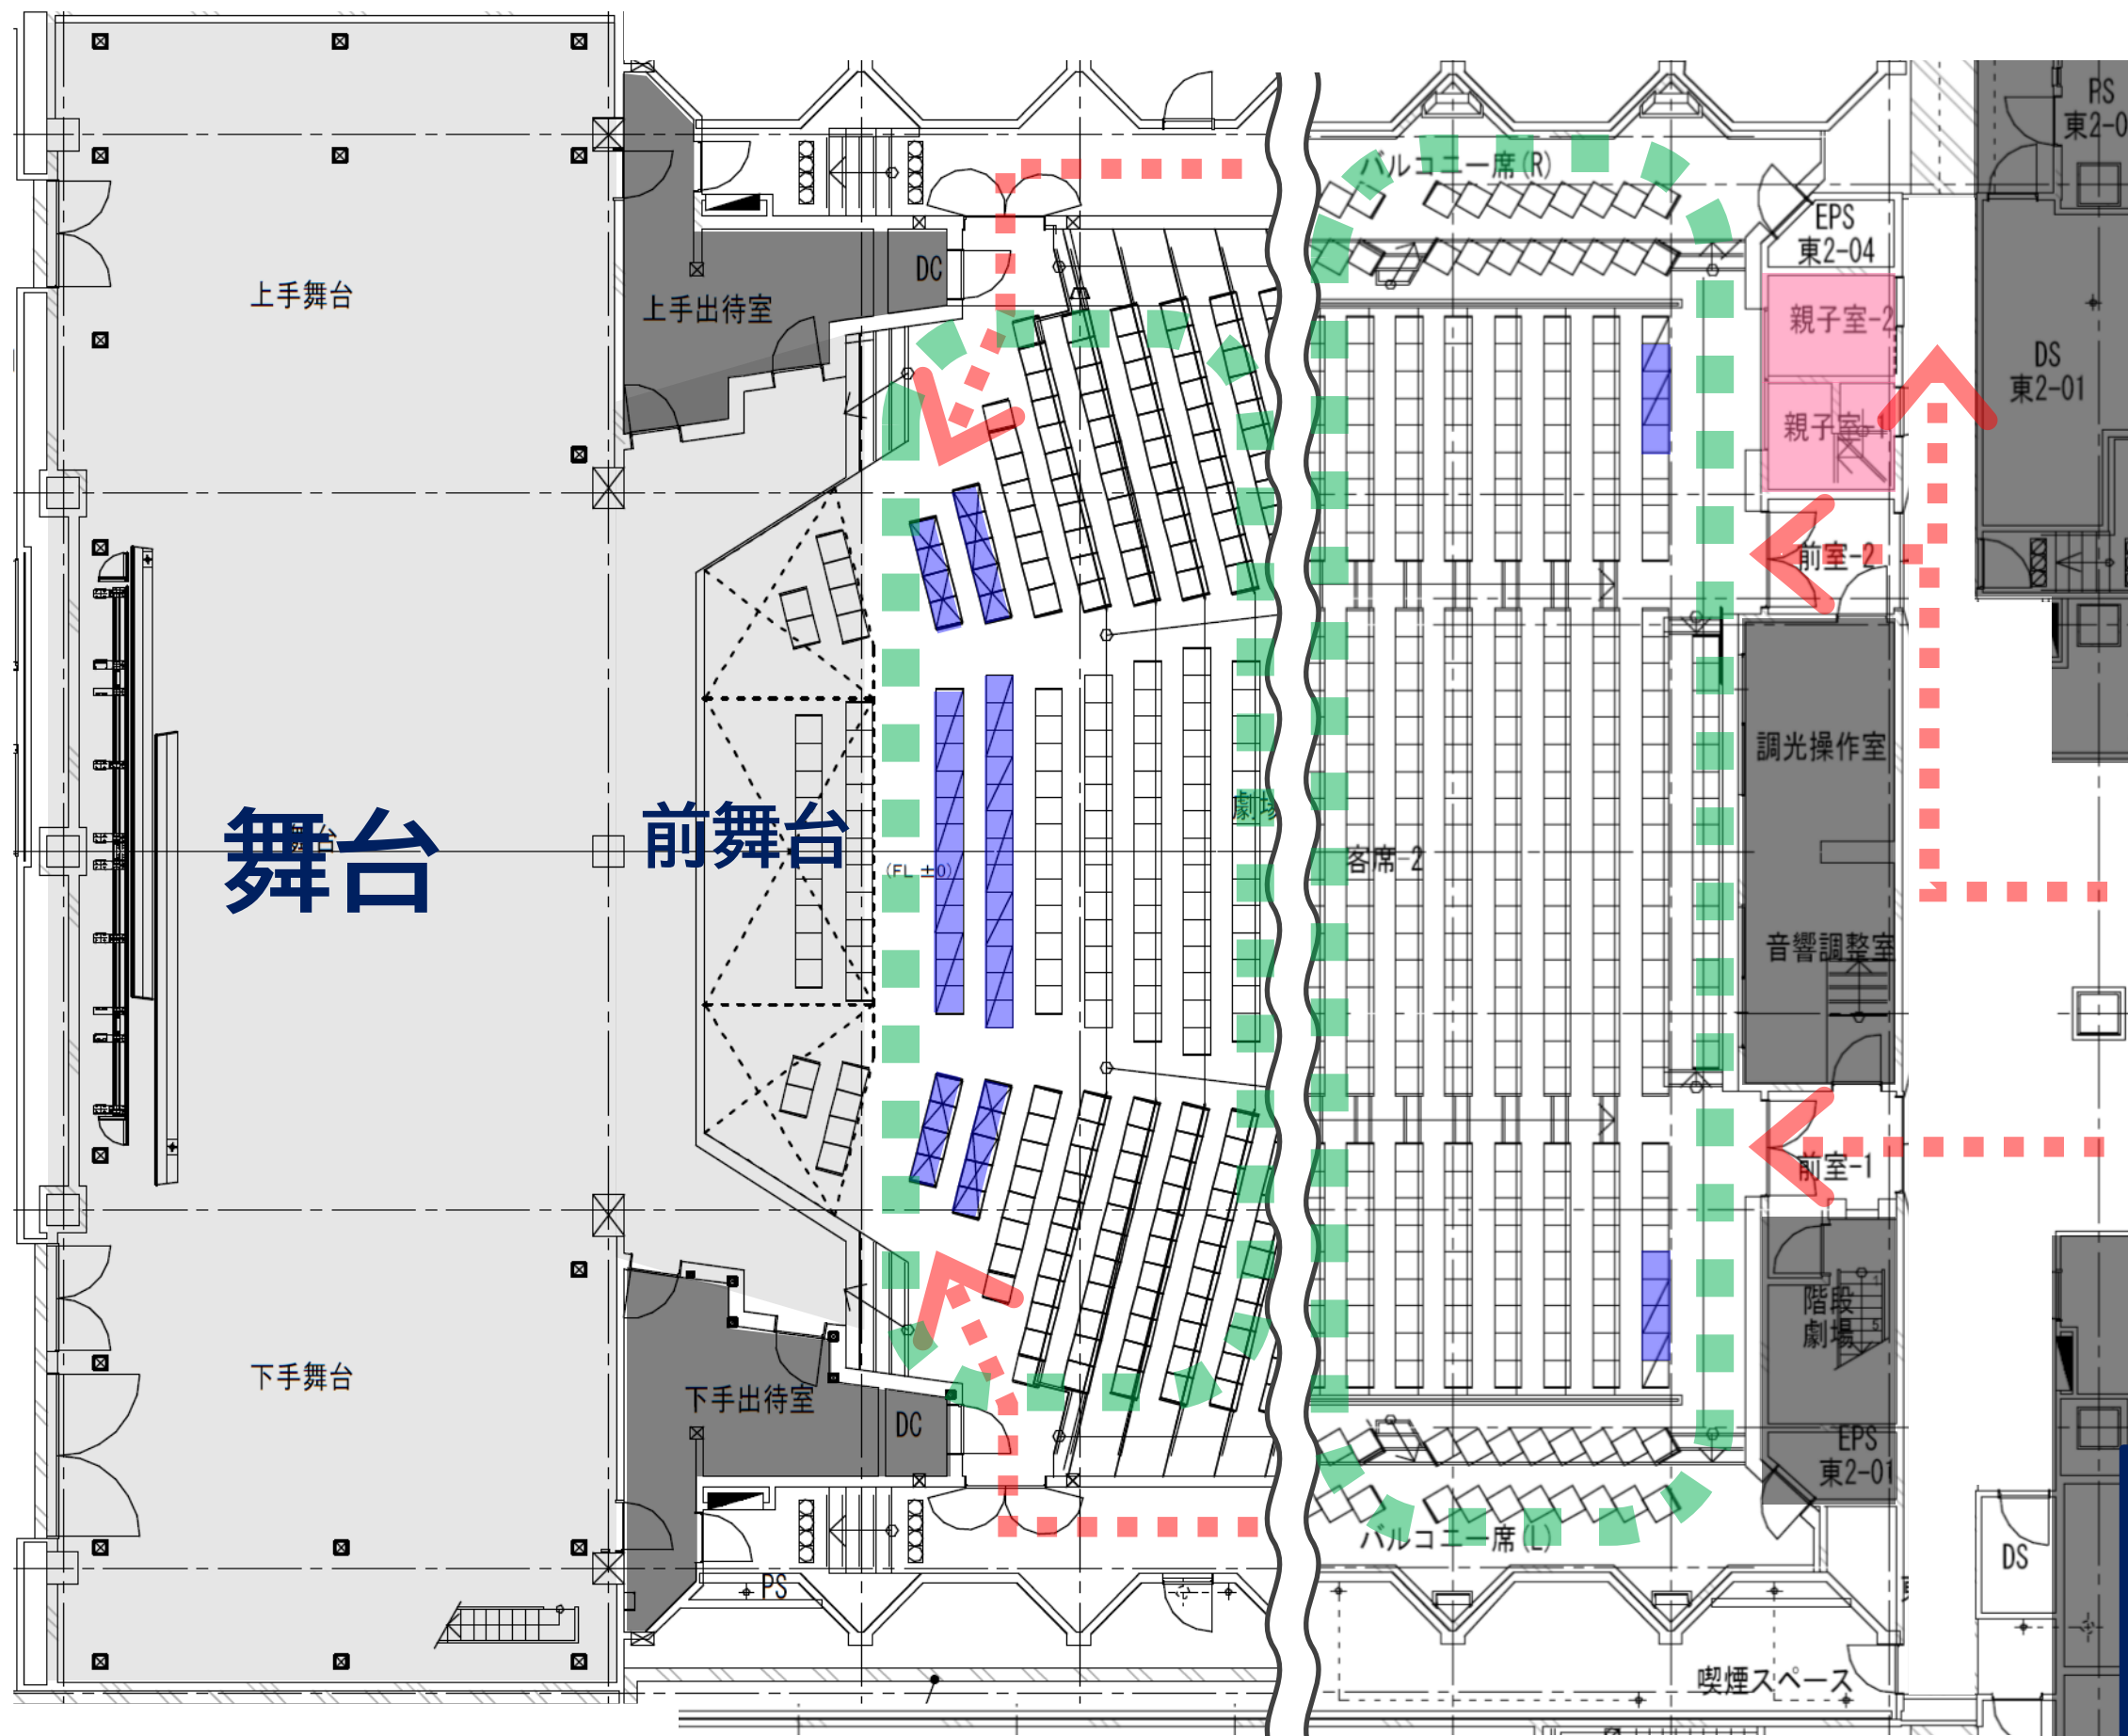 上手舞台
舞台
前舞台
舞台
下手舞台
上手出待室
DC
(FL ±0)
劇場
下手出待室
DC
PS
バルコニー席(R)
EPS
東2-04
親子室-2
親子室-1
前室-2
客席-2
調光操作室
音響調整室
前室-1
階段
劇場
EPS
東2-01
バルコニー席(L)
喫煙スペース
RS
東2-0
DS
東2-01
DS